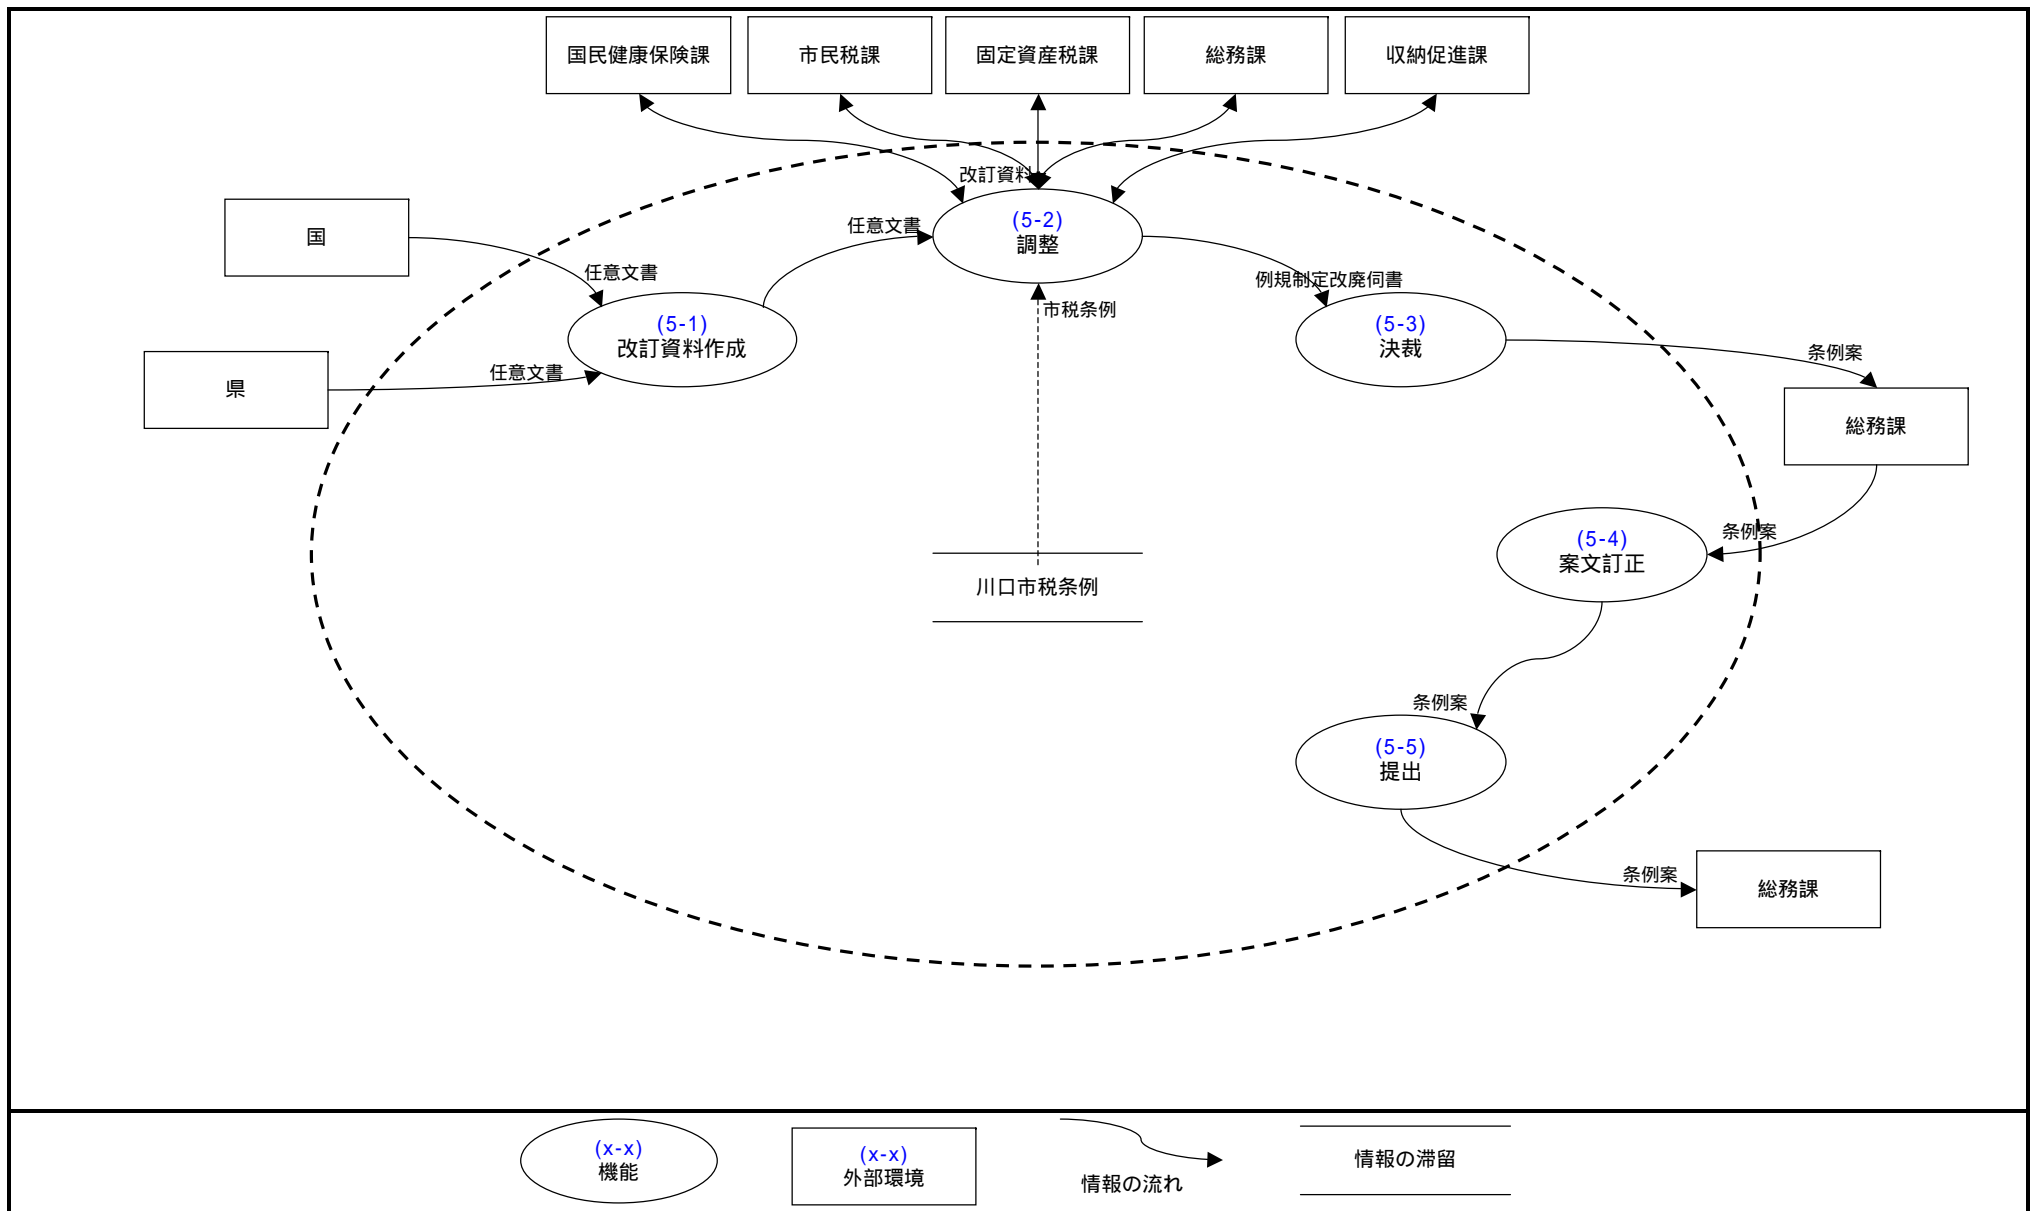 国民健康保険課
市民税課
固定資産税課
総務課
収納促進課
改訂資料
国
任意文書
任意文書
(5-2)
調整
例規制定改廃伺書
市税条例
(5-1)
改訂資料作成
(5-3)
決裁
県
任意文書
条例案
総務課
条例案
(5-4)
案文訂正
川口市税条例
条例案
(5-5)
提出
条例案
総務課
(x-x)
機能
(x-x)
外部環境
情報の流れ
情報の滞留